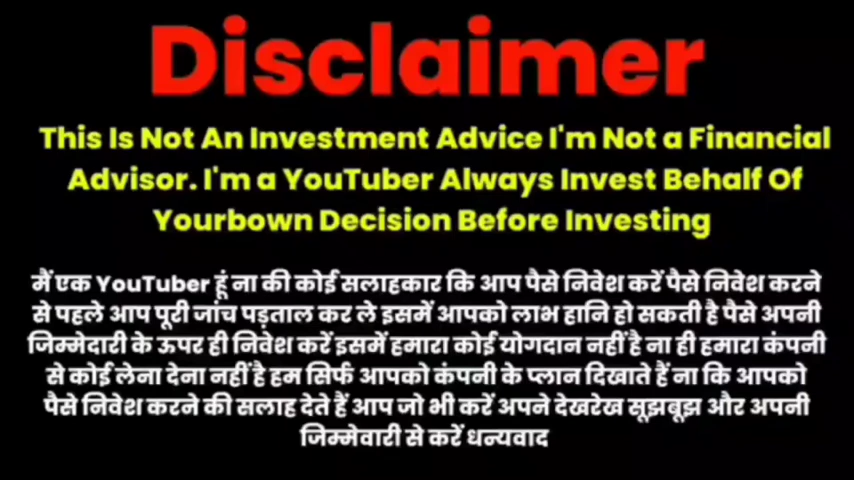 Disclaimer
This Is Not An Investment Advice I'm Not a Financial
Advisor. I'm a YouTuber Always Invest Behalf Of
Yourbown Decision Before Investing
मैं एक YouTuber हूं ना की कोई सलाहकार कि आप पैसे निवेश करें पैसे निवेश करने
से पहले आप पूरी जांच पड़ताल कर ले इसमें आपको लाभ हानि हो सकती है पैसे अपनी
जिम्मेदारी के ऊपर ही निवेश करें इसमें हमारा कोई योगदान नहीं है ना ही हमारा कंपनी
से कोई लेना देना नहीं है हम सिर्फ आपको कंपनी के प्लान दिखाते हैं ना कि आपको
पैसे निवेश करने की सलाह देते हैं आप जो भी करें अपने देखरेख सूझबूझ और अपनी
जिम्मेवारी से करें धन्यवाद